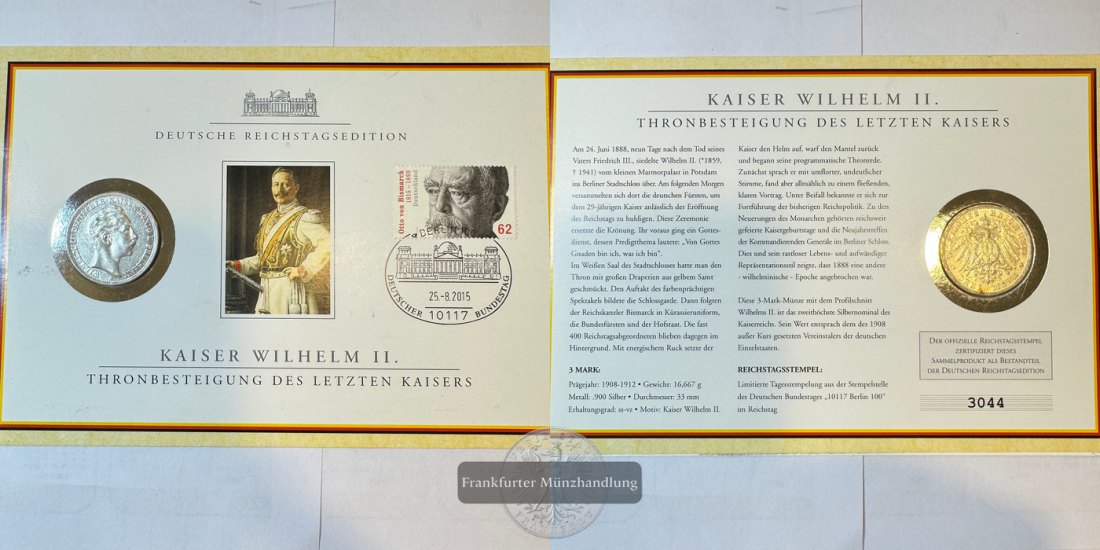 DEUTSCHE REICHSTAGSEDITION
Otto von Bismarck
1815–1898
Deutschland
62
BERLIN
25.-8.2015
10117
DEUTSCHER BUNDESTAG
KAISER WILHELM II.
THRONBESTEIGUNG DES LETZTEN KAISERS
KAISER WILHELM II.
THRONBESTEIGUNG DES LETZTEN KAISERS
Am 24. Juni 1888, neun Tage nach dem Tod seines
Vaters Friedrich III., siedelte Wilhelm II. (*1859,
† 1941) vom kleinen Marmorpalast in Potsdam
ins Berliner Stadtschloss über. Am folgenden Morgen
versammelten sich dort die deutschen Fürsten, um
dem 29-jährigen Kaiser anlässlich der Eröffnung
des Reichstags zu huldigen. Diese Zeremonie
ersetzte die Krönung. Ihr voraus ging ein Gottes-
dienst, dessen Predigtthema lautete: „Von Gottes
Gnaden bin ich, was ich bin".
Im Weißen Saal des Stadtschlosses hatte man den
Thron mit großen Draperien aus gelbem Samt
geschmückt. Den Auftakt des farbenprächtigen
Spektakels bildete die Schlossgarde. Dann folgten
der Reichskanzler Bismarck in Kürassieruniform,
die Bundesfürsten und der Hofstaat. Die fast
400 Reichstagsabgeordneten blieben dagegen im
Hintergrund. Mit energischem Ruck setzte der
Kaiser den Helm auf, warf den Mantel zurück
und begann seine programmatische Thronrede.
Zunächst sprach er mit umflorter, undeutlicher
Stimme, fand aber allmählich zu einem fließenden,
klaren Vortrag. Unter Beifall bekannte er sich zur
Fortführung der bisherigen Reichspolitik. Zu den
Neuerungen des Monarchen gehörten reichsweit
gefeierte Kaisergeburtstage und die Neujahrstreffen
der Kommandierenden Generäle im Berliner Schloss.
Dies und sein rastloser Lebens- und aufwändiger
Repräsentationsstil zeigte, dass 1888 eine andere
- wilhelminische - Epoche angebrochen war.
Diese 3-Mark-Münze mit dem Profilschnitt
Wilhelms II. ist das zweithöchste Silbernominal des
Kaiserreichs. Sein Wert entsprach dem des 1908
außer Kurs gesetzten Vereinstalers der deutschen
Einzelstaaten.
3 MARK:
Prägejahr: 1908-1912 • Gewicht: 16,667 g
Metall: .900 Silber • Durchmesser: 33 mm
Erhaltungsgrad: ss-vz • Motiv: Kaiser Wilhelm II.
REICHSTAGSSTEMPEL:
Limitierte Tagesstempelung aus der Stempelstelle
des Deutschen Bundestages „10117 Berlin 100"
im Reichstag
DER OFFIZIELLE REICHSTAGSSTEMPEL
ZERTIFIZIERT DIESES
SAMMELPRODUKT ALS BESTANDTEIL
DER DEUTSCHEN REICHSTAGSEDITION
3044
Frankfurter Münzhandlung